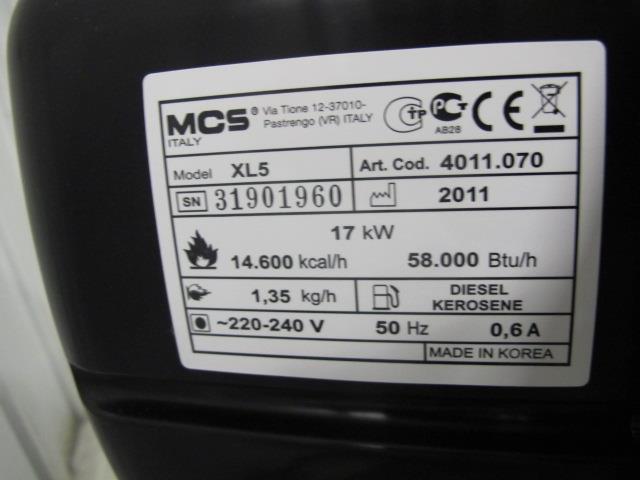 MCS ® Via Tione 12-37010-
ITALY Pastrengo (VR) ITALY
AB28
Model XL5 Art. Cod. 4011.070
SN 31901960 2011
17 kW
14.600 kcal/h 58.000 Btu/h
1,35 kg/h DIESEL
KEROSENE
~220-240 V 50 Hz 0,6 A
MADE IN KOREA